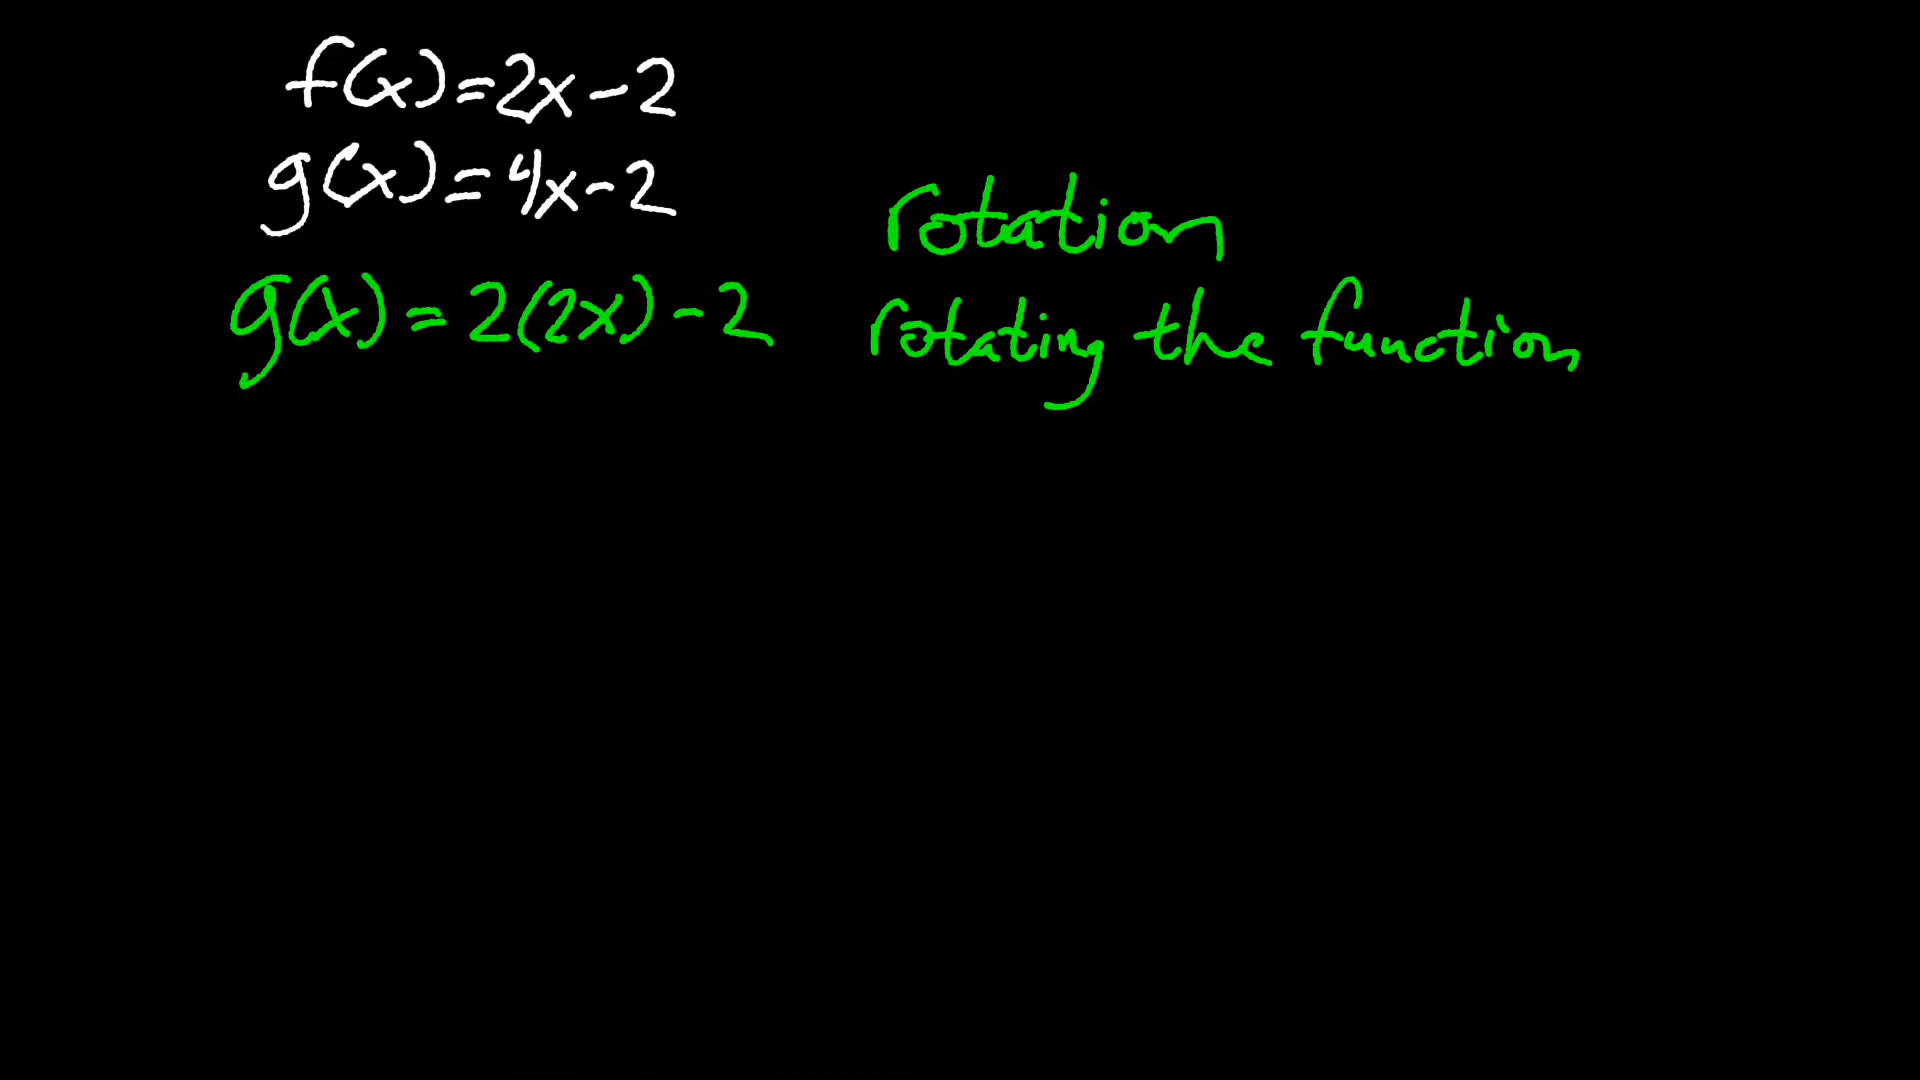 f(x)=2x-2
g(x)=4x-2
rotation
g(x)=2(2x)-2
rotating the function